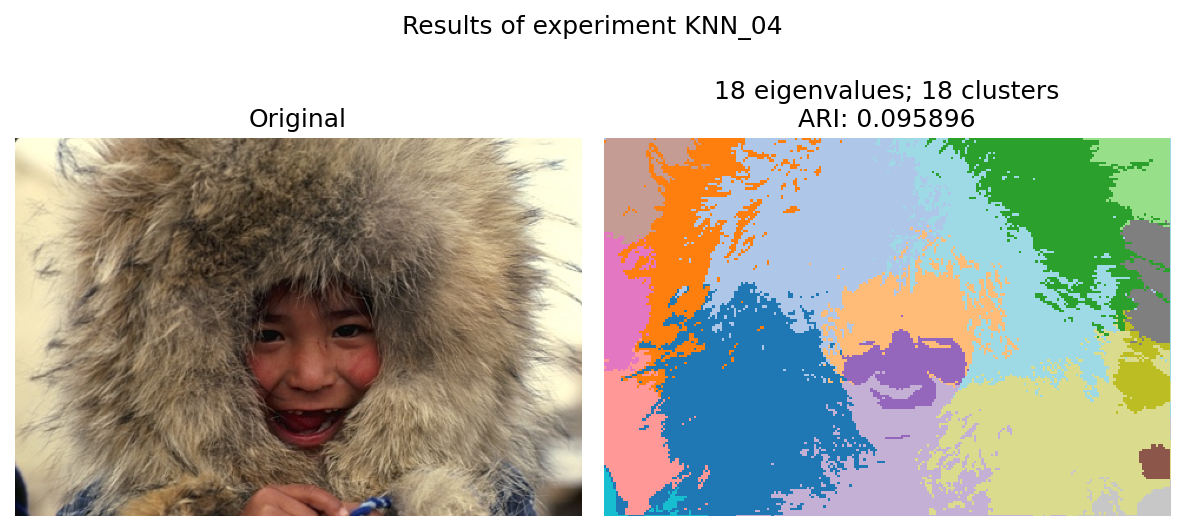 Results of experiment KNN_04
Original
18 eigenvalues; 18 clusters
ARI: 0.095896